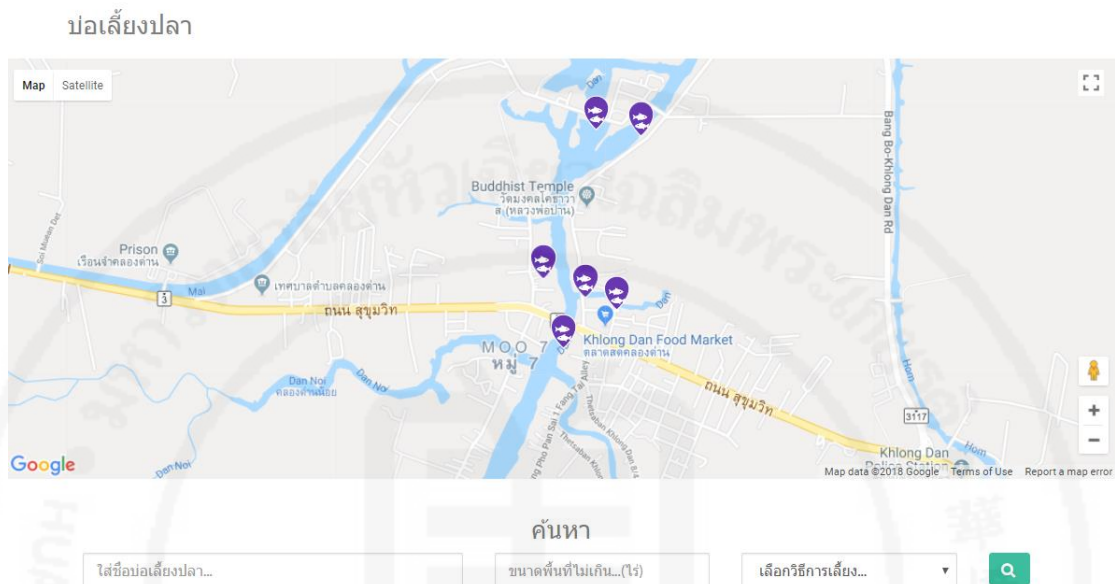 บ่อเลี้ยงปลา
Map Satellite
Dan
Bang Bo-Khlong Dan Rd
Buddhist Temple
วัดมงคลโคธาวา
ส (หลวงพ่อปาน)
Soi Muean Det
Prison
เรือนจำคลองด่าน
3
Mai
เทศบาลตำบลคลองด่าน
ถนน สุขุมวิท
Dan
MOO 7
หมู่ 7
Khlong Dan Food Market
ตลาดสดคลองด่าน
Dan Noi
คลองด่านน้อย
Dan Noi
ถนน สุขุมวิท
Hom
3117
Hom
Dan Noi
Khlong Dan
Google
Map data ©2018 Google Terms of Use Report a map error
ค้นหา
ใส่ชื่อบ่อเลี้ยงปลา...
ขนาดพื้นที่ไม่เกิน...(ไร่)
เลือกวิธีการเลี้ยง...